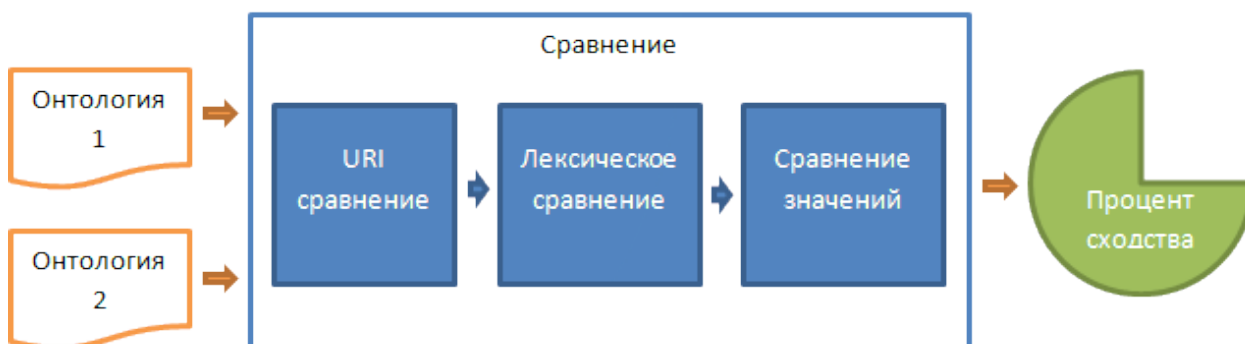 Сравнение
Онтология
1
URI
сравнение
Лексическое
сравнение
Сравнение
значений
Процент
сходства
Онтология
2